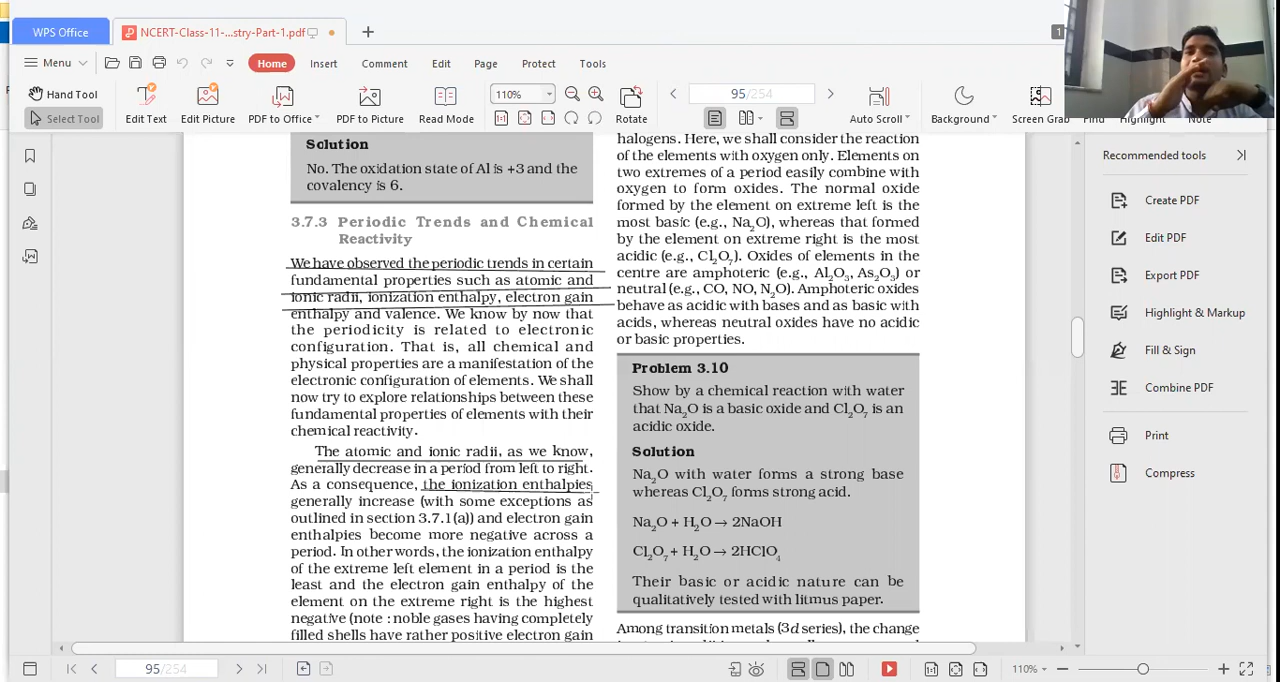 WPS Office
NCERT-Class-11-...stry-Part-1.pdf
1
Menu
Home
Insert
Comment
Edit
Page
Protect
Tools
Hand Tool
Select Tool
Edit Text
Edit Picture
PDF to Office
PDF to Picture
Read Mode
110%
Rotate
95/254
Auto Scroll
Background
Screen Grab
Find
Highlight
Note
Solution
No. The oxidation state of Al is +3 and the
covalency is 6.
3.7.3 Periodic Trends and Chemical
Reactivity
We have observed the periodic trends in certain
fundamental properties such as atomic and
ionic radii, ionization enthalpy, electron gain
enthalpy and valence. We know by now that
the periodicity is related to electronic
configuration. That is, all chemical and
physical properties are a manifestation of the
electronic configuration of elements. We shall
now try to explore relationships between these
fundamental properties of elements with their
chemical reactivity.
The atomic and ionic radii, as we know,
generally decrease in a period from left to right.
As a consequence, the ionization enthalpies
generally increase (with some exceptions as
outlined in section 3.7.1(a)) and electron gain
enthalpies become more negative across a
period. In other words, the ionization enthalpy
of the extreme left element in a period is the
least and the electron gain enthalpy of the
element on the extreme right is the highest
negative (note : noble gases having completely
filled shells have rather positive electron gain
halogens. Here, we shall consider the reaction
of the elements with oxygen only. Elements on
two extremes of a period easily combine with
oxygen to form oxides. The normal oxide
formed by the element on extreme left is the
most basic (e.g., Na₂O), whereas that formed
by the element on extreme right is the most
acidic (e.g., Cl₂O₇). Oxides of elements in the
centre are amphoteric (e.g., Al₂O₃, As₂O₃) or
neutral (e.g., CO, NO, N₂O). Amphoteric oxides
behave as acidic with bases and as basic with
acids, whereas neutral oxides have no acidic
or basic properties.
Problem 3.10
Show by a chemical reaction with water
that Na₂O is a basic oxide and Cl₂O₇ is an
acidic oxide.
Solution
Na₂O with water forms a strong base
whereas Cl₂O₇ forms strong acid.
Na₂O + H₂O → 2NaOH
Cl₂O₇ + H₂O → 2HClO₄
Their basic or acidic nature can be
qualitatively tested with litmus paper.
Among transition metals (3d series), the change
Recommended tools
Create PDF
Edit PDF
Export PDF
Highlight & Markup
Fill & Sign
Combine PDF
Print
Compress
95/254
110%